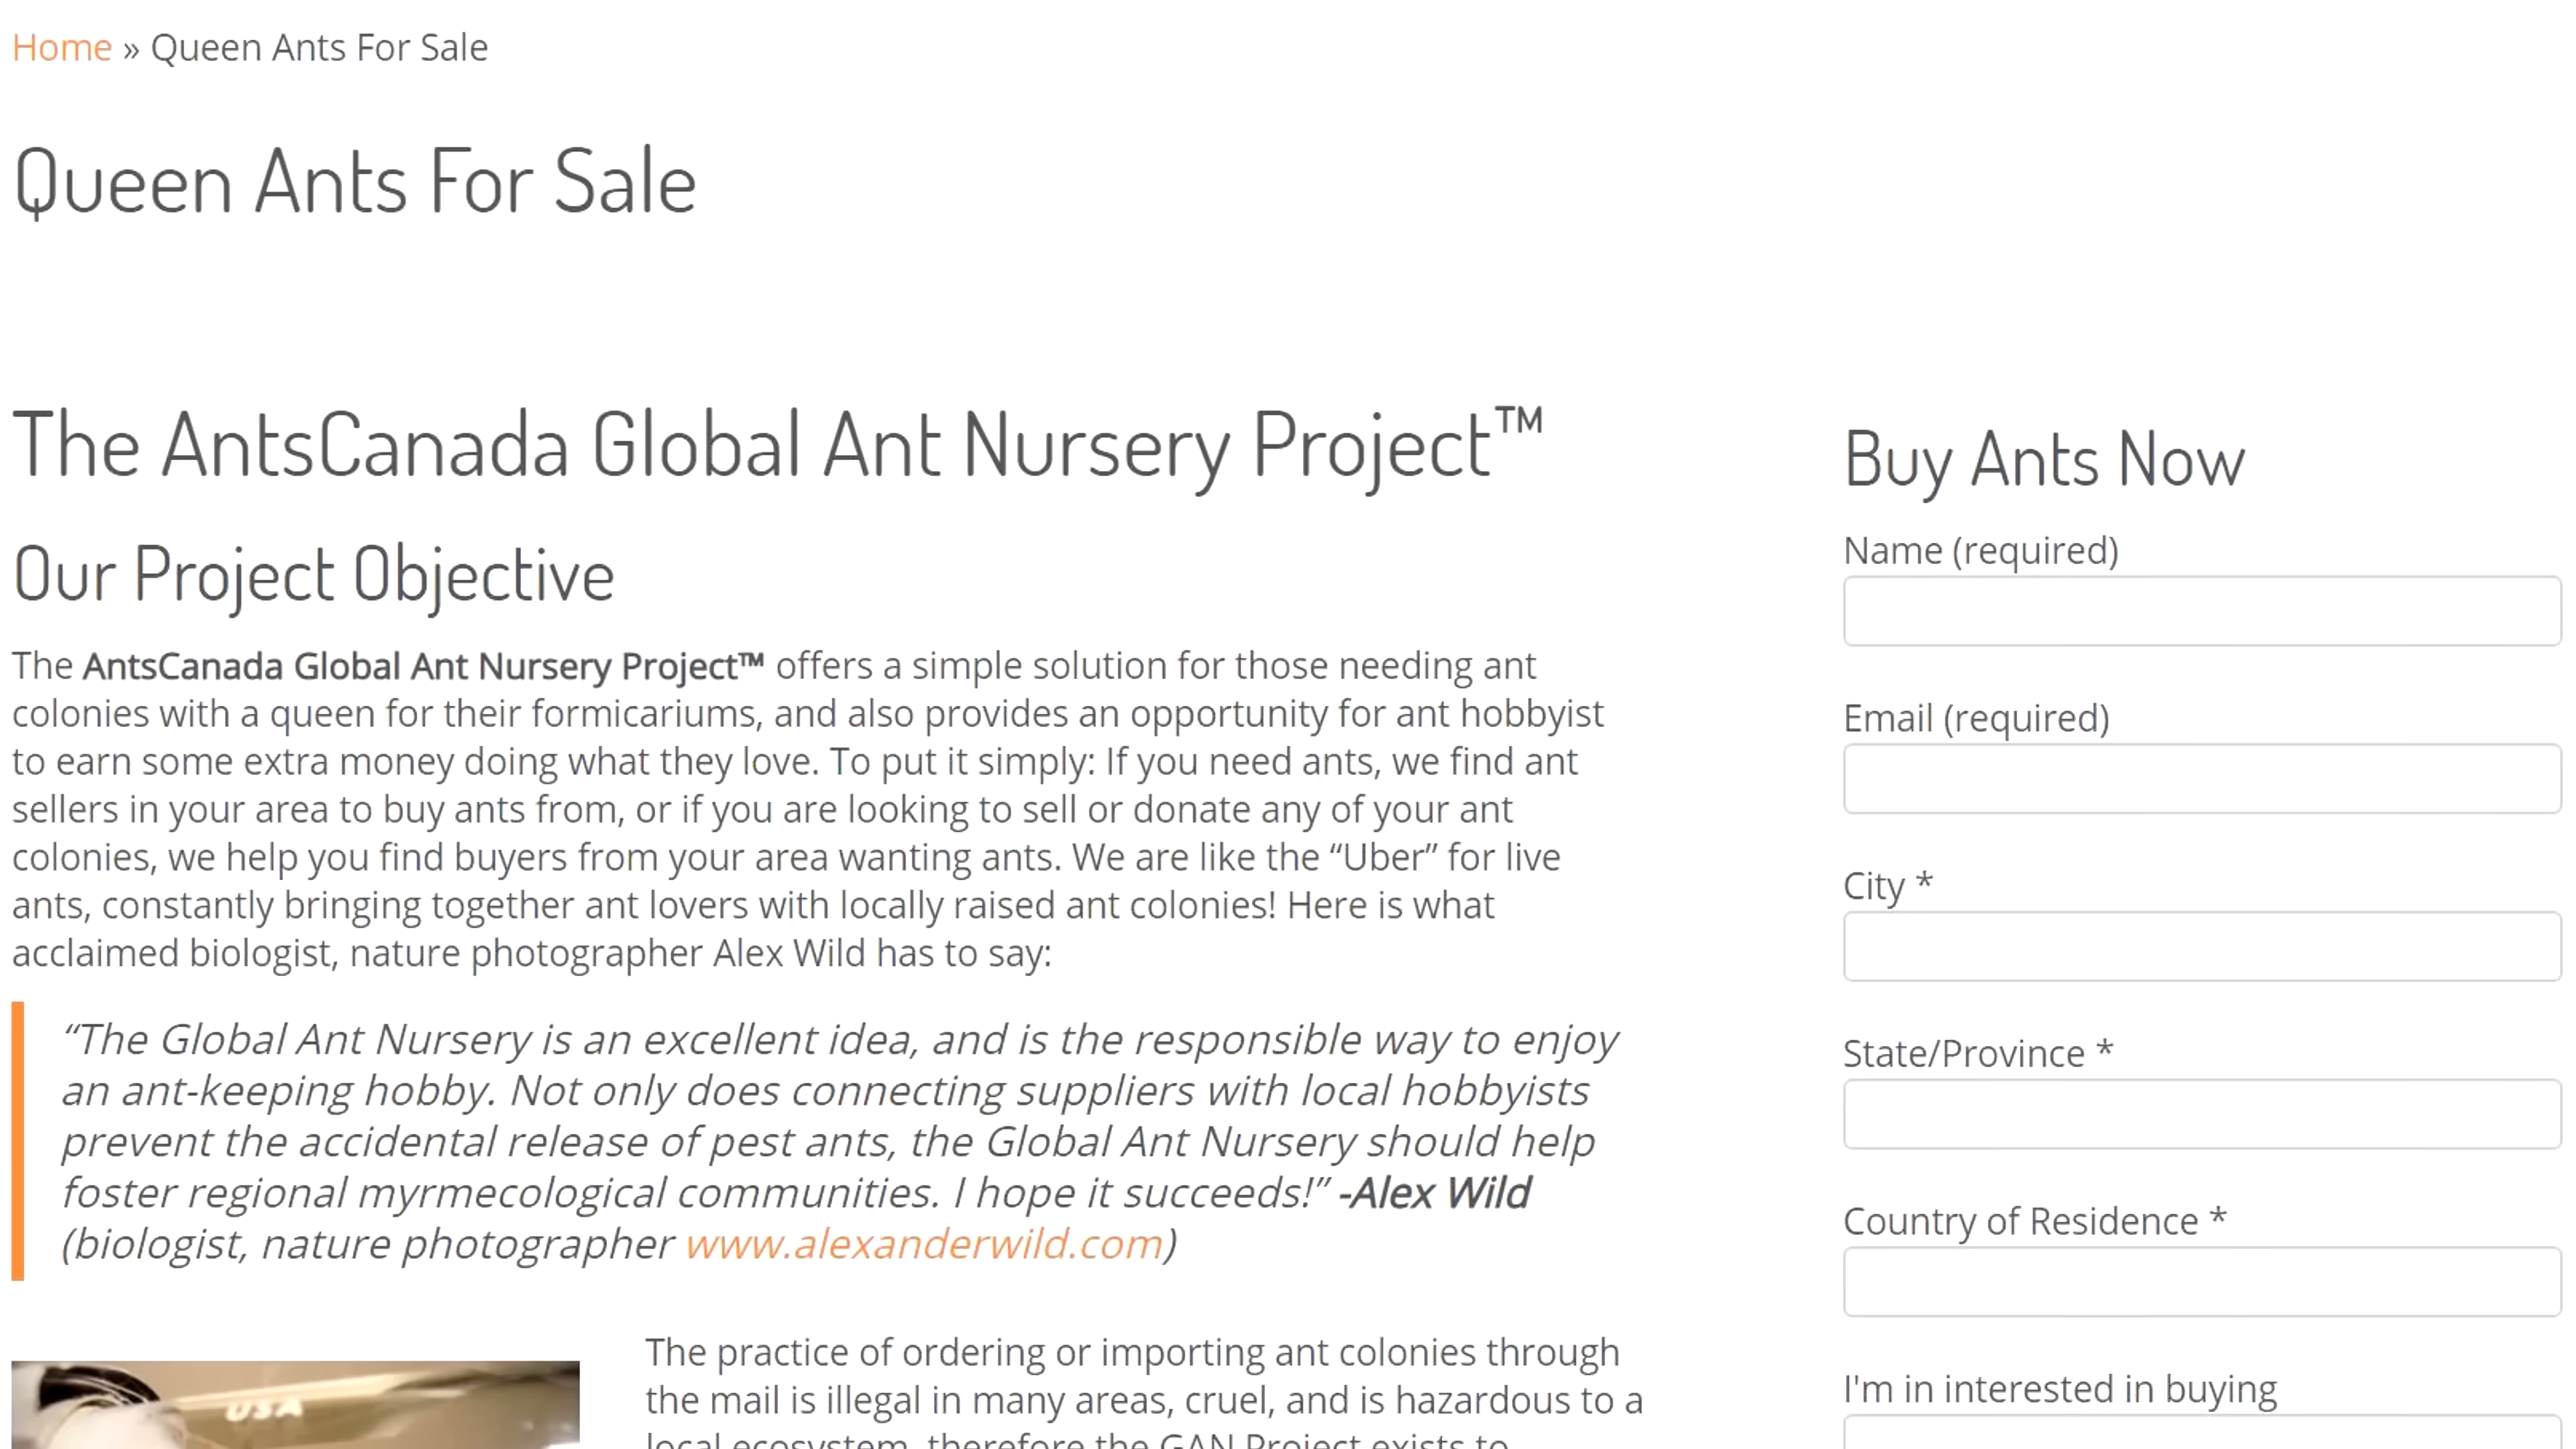 Home » Queen Ants For Sale
Queen Ants For Sale
The AntsCanada Global Ant Nursery Project™
Our Project Objective
The AntsCanada Global Ant Nursery Project™ offers a simple solution for those needing ant
colonies with a queen for their formicariums, and also provides an opportunity for ant hobbyist
to earn some extra money doing what they love. To put it simply: If you need ants, we find ant
sellers in your area to buy ants from, or if you are looking to sell or donate any of your ant
colonies, we help you find buyers from your area wanting ants. We are like the “Uber” for live
ants, constantly bringing together ant lovers with locally raised ant colonies! Here is what
acclaimed biologist, nature photographer Alex Wild has to say:
“The Global Ant Nursery is an excellent idea, and is the responsible way to enjoy
an ant-keeping hobby. Not only does connecting suppliers with local hobbyists
prevent the accidental release of pest ants, the Global Ant Nursery should help
foster regional myrmecological communities. I hope it succeeds!” -Alex Wild
(biologist, nature photographer www.alexanderwild.com)
USA
The practice of ordering or importing ant colonies through
the mail is illegal in many areas, cruel, and is hazardous to a
local ecosystem, therefore the GAN Project exists to
Buy Ants Now
Name (required)
Email (required)
City *
State/Province *
Country of Residence *
I'm in interested in buying